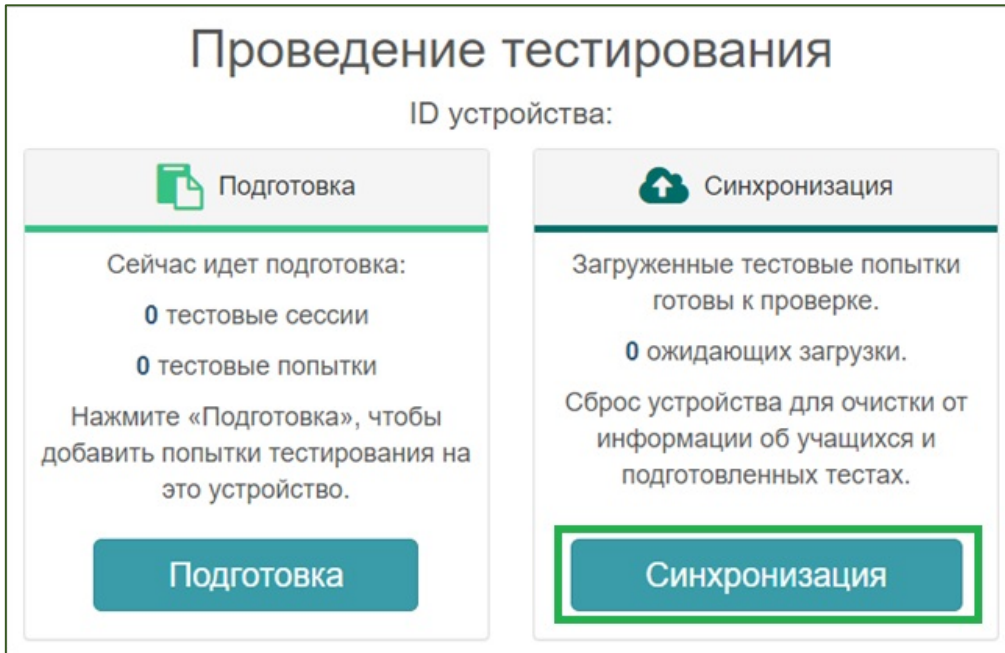 Проведение тестирования
ID устройства:
Подготовка
Сейчас идет подготовка:
0 тестовые сессии
0 тестовые попытки
Нажмите «Подготовка», чтобы
добавить попытки тестирования на
это устройство.
Подготовка
Синхронизация
Загруженные тестовые попытки
готовы к проверке.
0 ожидающих загрузки.
Сброс устройства для очистки от
информации об учащихся и
подготовленных тестах.
Синхронизация